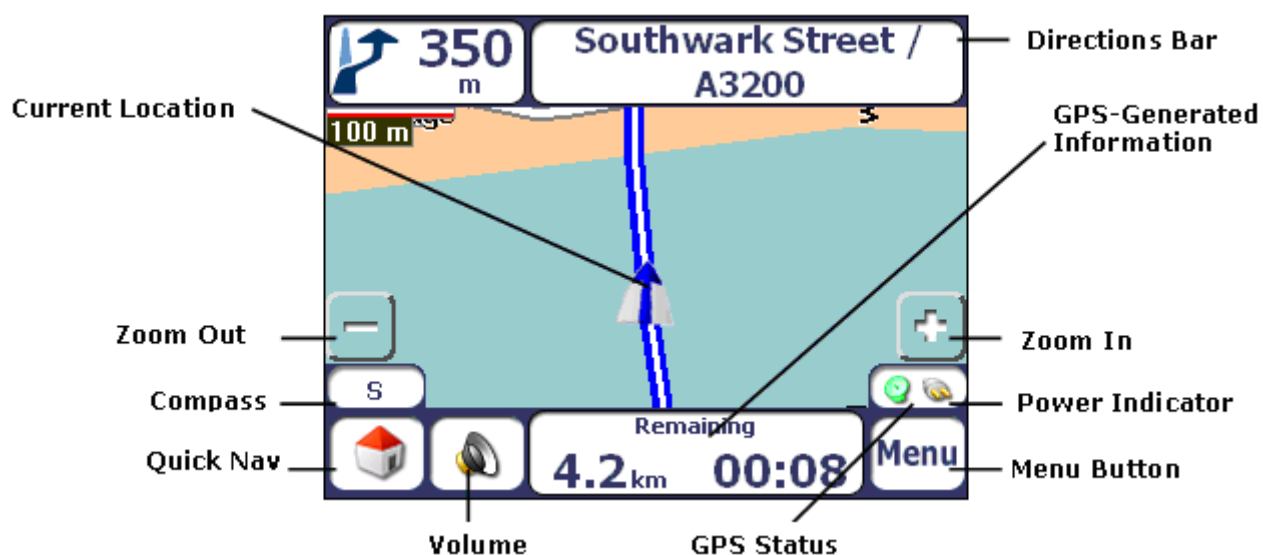 350
m
Southwark Street /
A3200
Directions Bar
Current Location
100 m
GPS-Generated
Information
Zoom Out
Zoom In
Compass
S
Power Indicator
Quick Nav
Remaining
4.2km 00:08
Menu
Menu Button
Volume
GPS Status